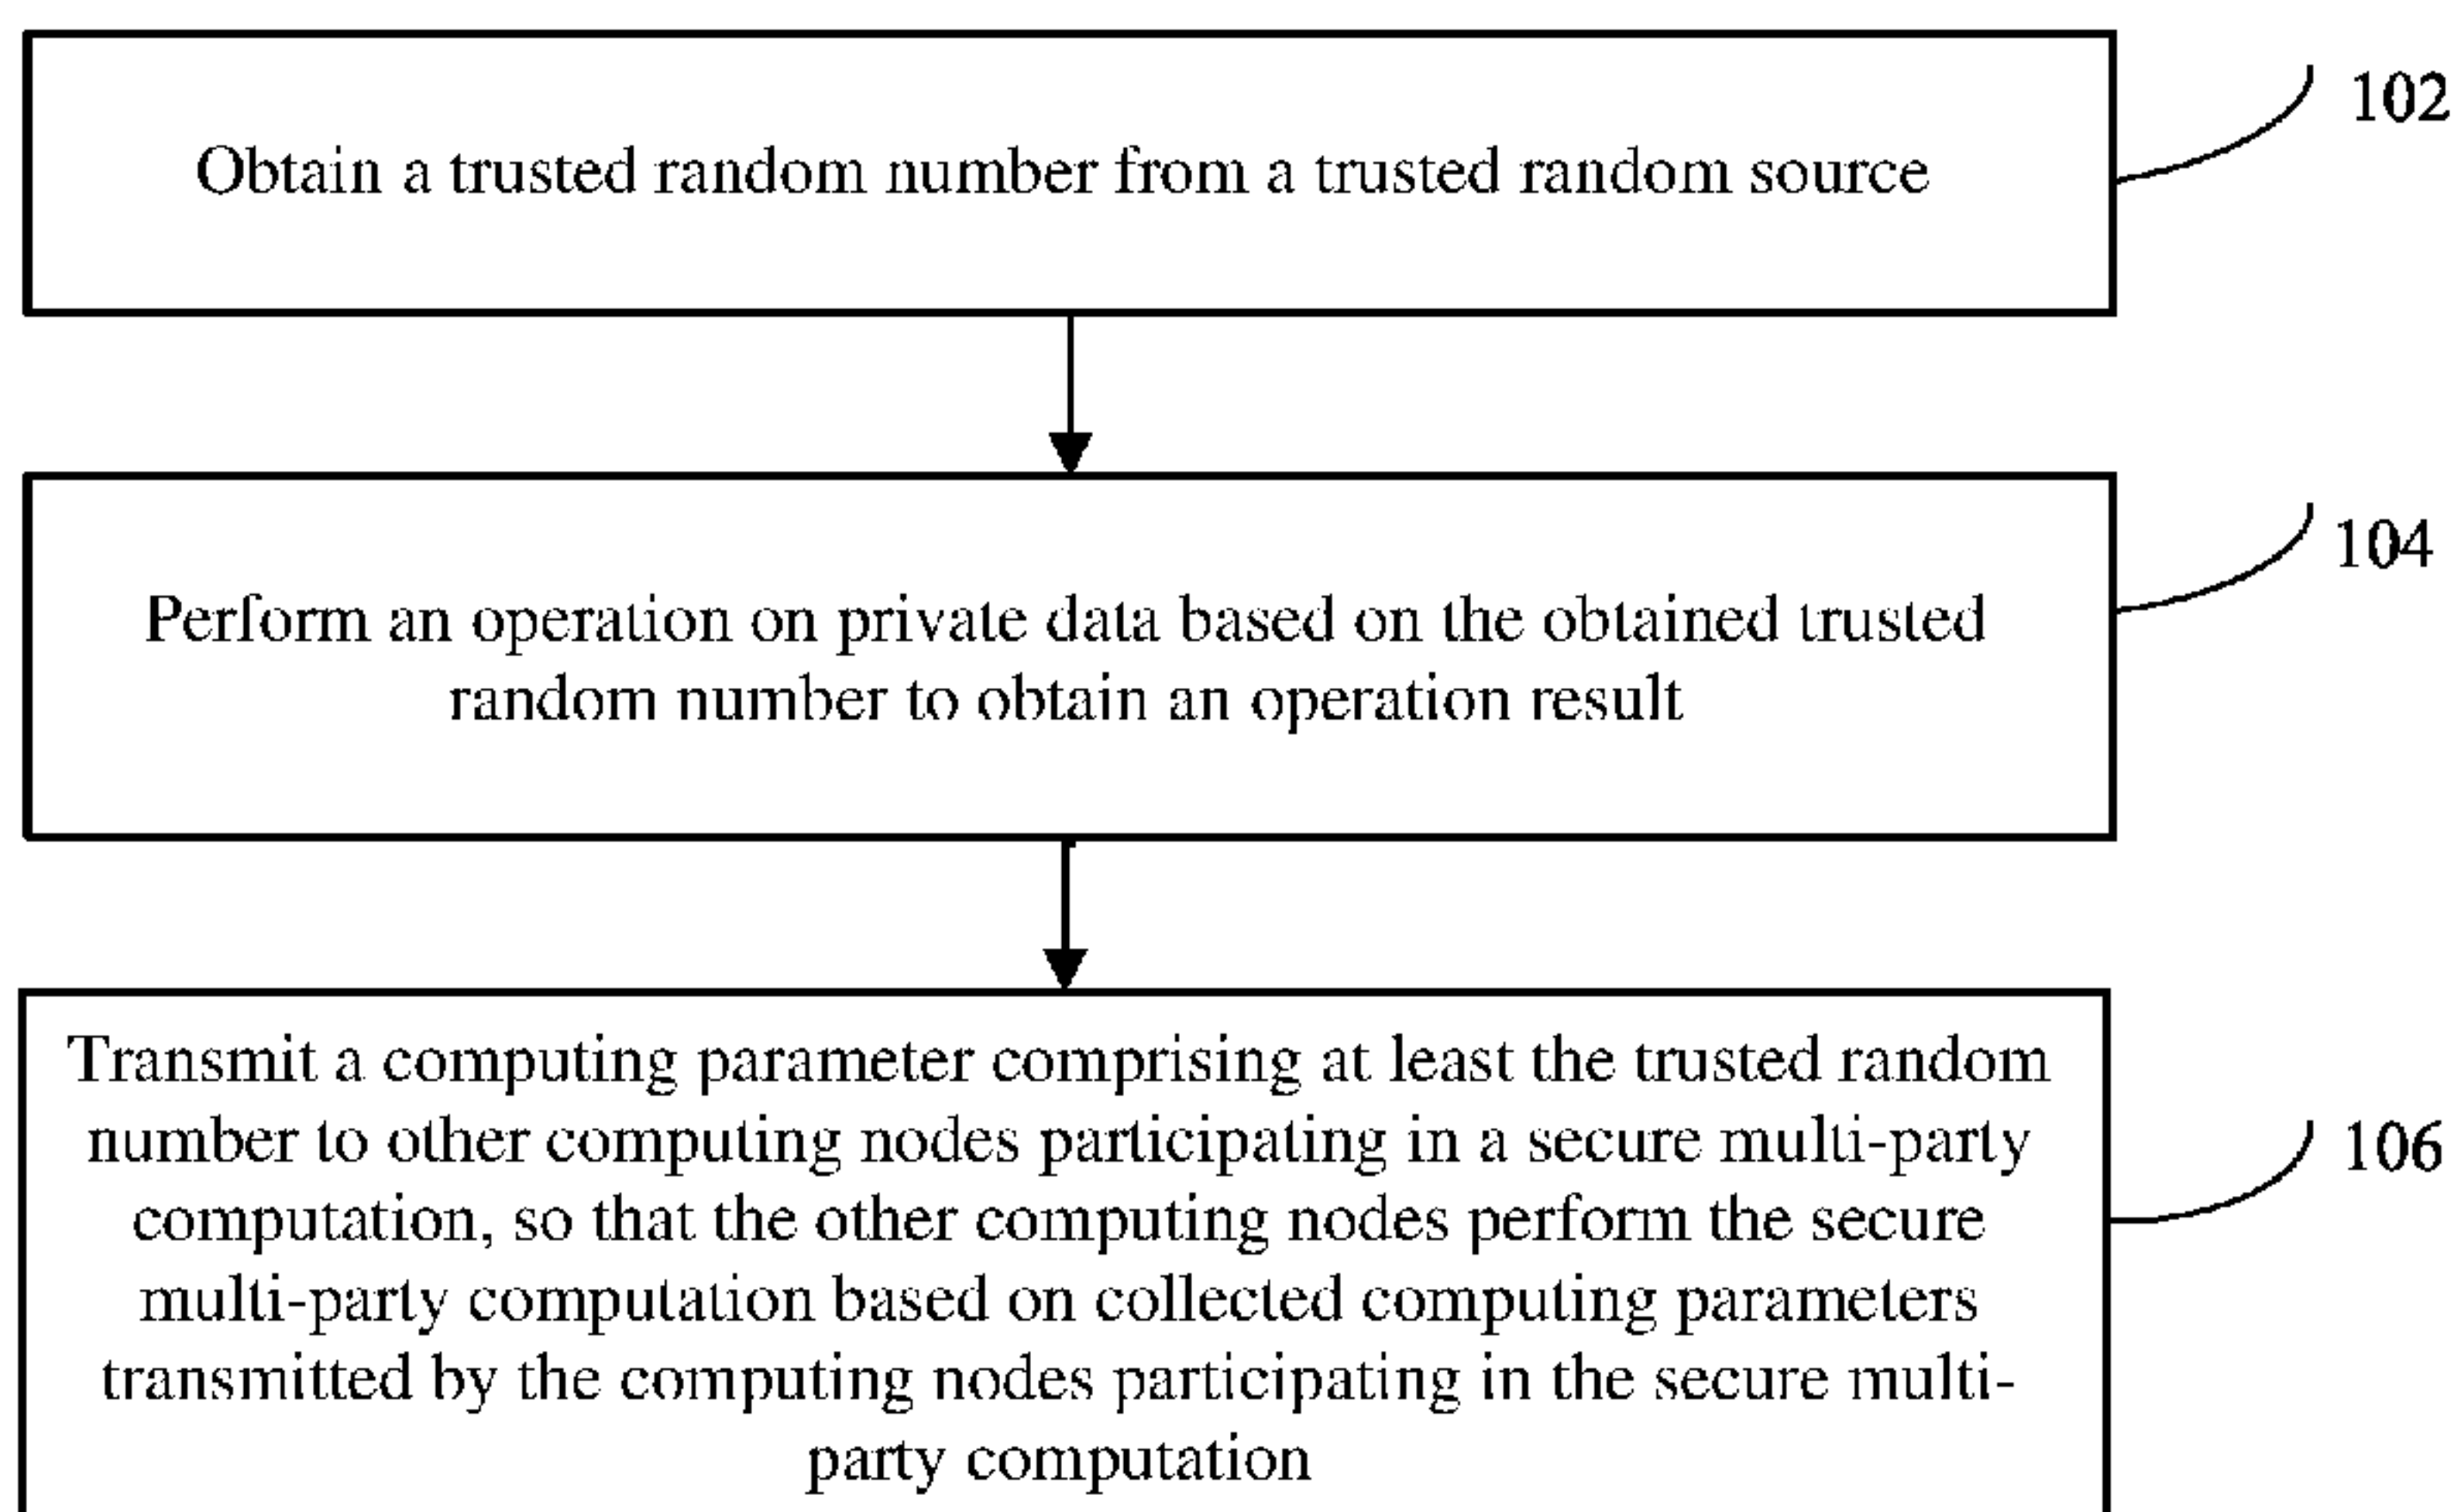 Obtain a trusted random number from a trusted random source
102
Perform an operation on private data based on the obtained trusted
random number to obtain an operation result
104
Transmit a computing parameter comprising at least the trusted random
number to other computing nodes participating in a secure multi-party
computation, so that the other computing nodes perform the secure
multi-party computation based on collected computing parameters
transmitted by the computing nodes participating in the secure multi-
party computation
106